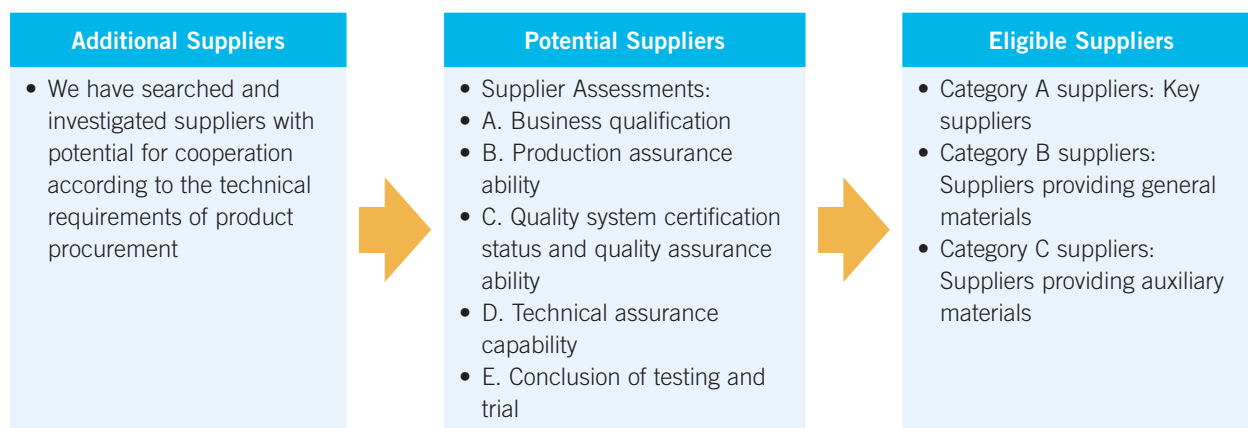 Additional Suppliers
• We have searched and
investigated suppliers with
potential for cooperation
according to the technical
requirements of product
procurement
Potential Suppliers
• Supplier Assessments:
• A. Business qualification
• B. Production assurance
ability
• C. Quality system certification
status and quality assurance
ability
• D. Technical assurance
capability
• E. Conclusion of testing and
trial
Eligible Suppliers
• Category A suppliers: Key
suppliers
• Category B suppliers:
Suppliers providing general
materials
• Category C suppliers:
Suppliers providing auxiliary
materials